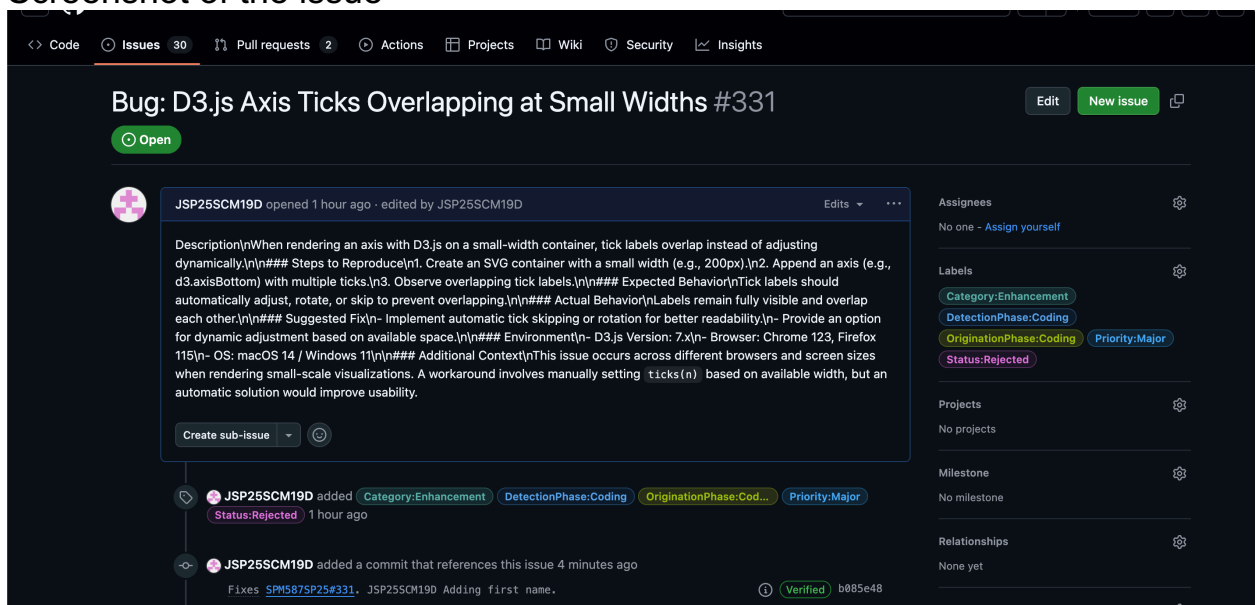 Screenshot of the issue
Code Issues 30 Pull requests 2 Actions Projects Wiki Security Insights
Bug: D3.js Axis Ticks Overlapping at Small Widths #331
Edit New issue
Open
JSP25SCM19D opened 1 hour ago · edited by JSP25SCM19D
Edits
Description\nWhen rendering an axis with D3.js on a small-width container, tick labels overlap instead of adjusting
dynamically.\n\n### Steps to Reproduce\n1. Create an SVG container with a small width (e.g., 200px).\n2. Append an axis (e.g.,
d3.axisBottom) with multiple ticks.\n3. Observe overlapping tick labels.\n\n### Expected Behavior\nTick labels should
automatically adjust, rotate, or skip to prevent overlapping.\n\n### Actual Behavior\nLabels remain fully visible and overlap
each other.\n\n### Suggested Fix\n- Implement automatic tick skipping or rotation for better readability.\n- Provide an option
for dynamic adjustment based on available space.\n\n### Environment\n- D3.js Version: 7.x\n- Browser: Chrome 123, Firefox
115\n- OS: macOS 14 / Windows 11\n\n### Additional Context\nThis issue occurs across different browsers and screen sizes
when rendering small-scale visualizations. A workaround involves manually setting ticks(n) based on available width, but an
automatic solution would improve usability.
Create sub-issue
JSP25SCM19D added Category:Enhancement DetectionPhase:Coding OriginationPhase:Cod... Priority:Major
Status:Rejected 1 hour ago
JSP25SCM19D added a commit that references this issue 4 minutes ago
Fixes SPM587SP25#331. JSP25SCM19D Adding first name.
Verified b085e48
Assignees
No one - Assign yourself
Labels
Category:Enhancement
DetectionPhase:Coding
OriginationPhase:Coding Priority:Major
Status:Rejected
Projects
No projects
Milestone
No milestone
Relationships
None yet